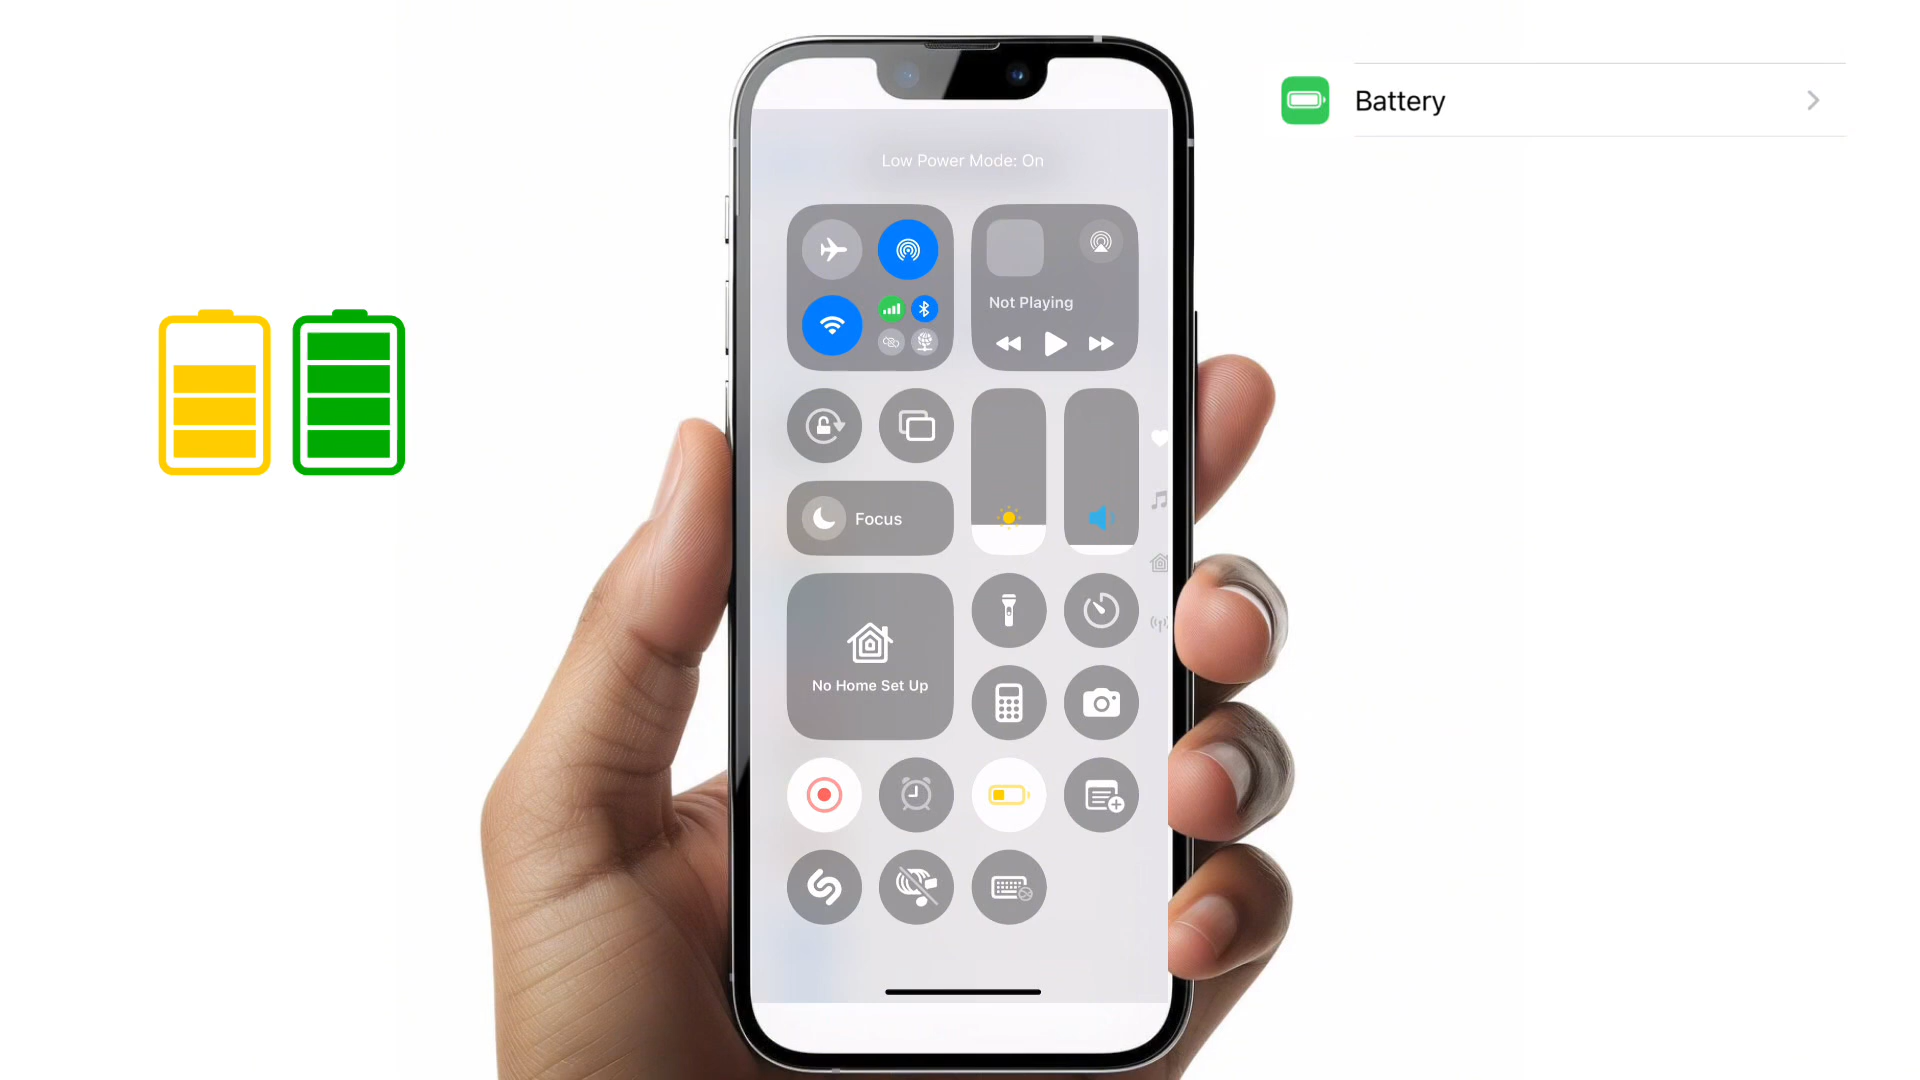 Battery
Low Power Mode: On
Not Playing
Focus
No Home Set Up